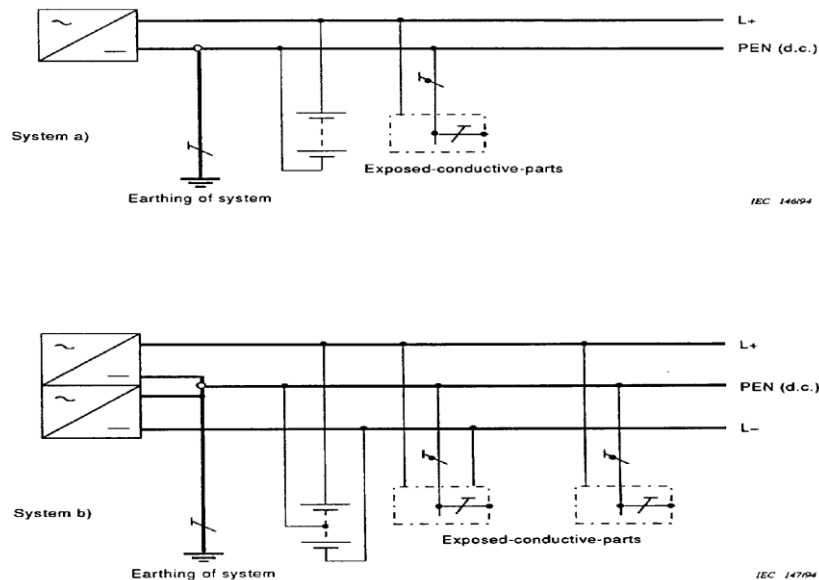 L+
PEN (d.c.)
System a)
Exposed-conductive-parts
Earthing of system
IEC 146/94
L+
PEN (d.c.)
L–
System b)
Exposed-conductive-parts
Earthing of system
IEC 147/94